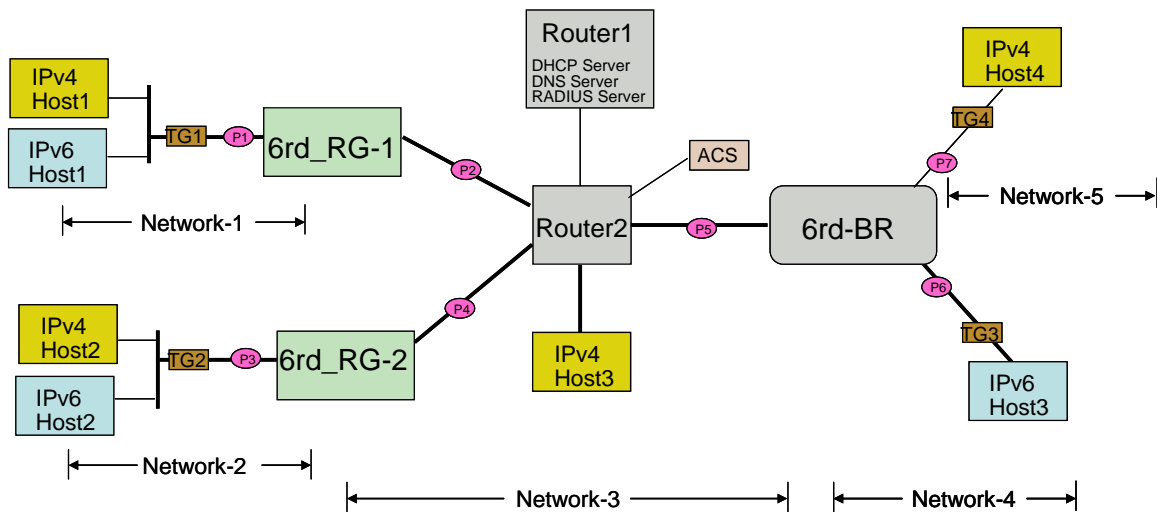 Router1
DHCP Server
DNS Server
RADIUS Server
IPv4
Host1
IPv6
Host1
TG1
P1
6rd_RG-1
P2
Network-1
ACS
Router2
P5
6rd-BR
IPv4
Host4
TG4
P7
Network-5
P6
TG3
IPv6
Host3
IPv4
Host2
IPv6
Host2
TG2
P3
6rd_RG-2
P4
IPv4
Host3
Network-2
Network-3
Network-4